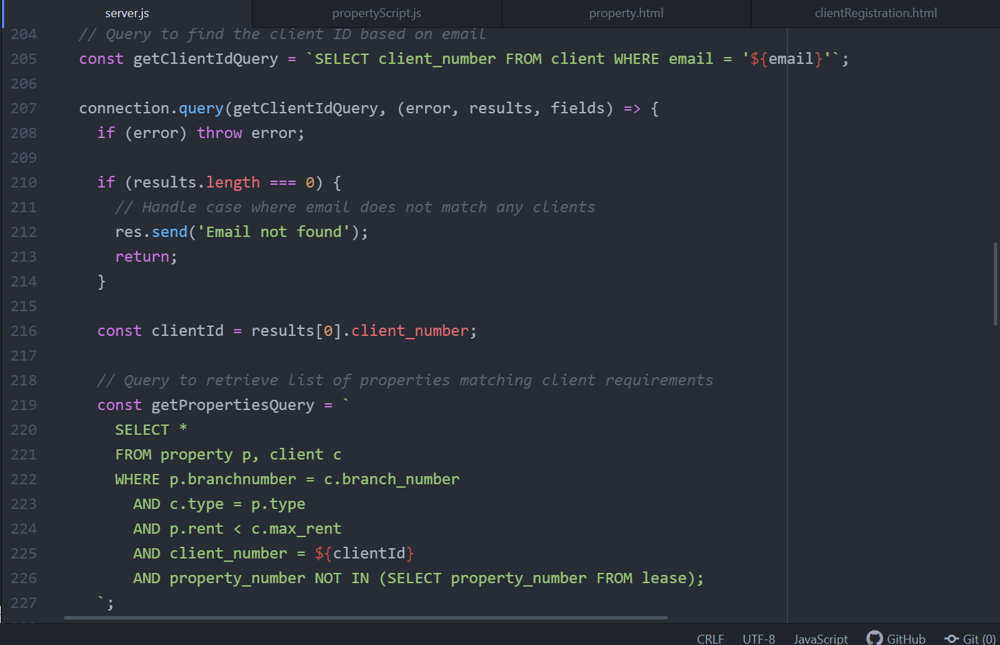 server.js propertyScript.js property.html clientRegistration.html
204 // Query to find the client ID based on email
205 const getClientIdQuery = `SELECT client_number FROM client WHERE email = '${email}'`;
206
207 connection.query(getClientIdQuery, (error, results, fields) => {
208 if (error) throw error;
209
210 if (results.length === 0) {
211 // Handle case where email does not match any clients
212 res.send('Email not found');
213 return;
214 }
215
216 const clientId = results[0].client_number;
217
218 // Query to retrieve list of properties matching client requirements
219 const getPropertiesQuery = `
220 SELECT *
221 FROM property p, client c
222 WHERE p.branchnumber = c.branch_number
223 AND c.type = p.type
224 AND p.rent < c.max_rent
225 AND client_number = ${clientId}
226 AND property_number NOT IN (SELECT property_number FROM lease);
227 `;
CRLF UTF-8 JavaScript GitHub Git (0)